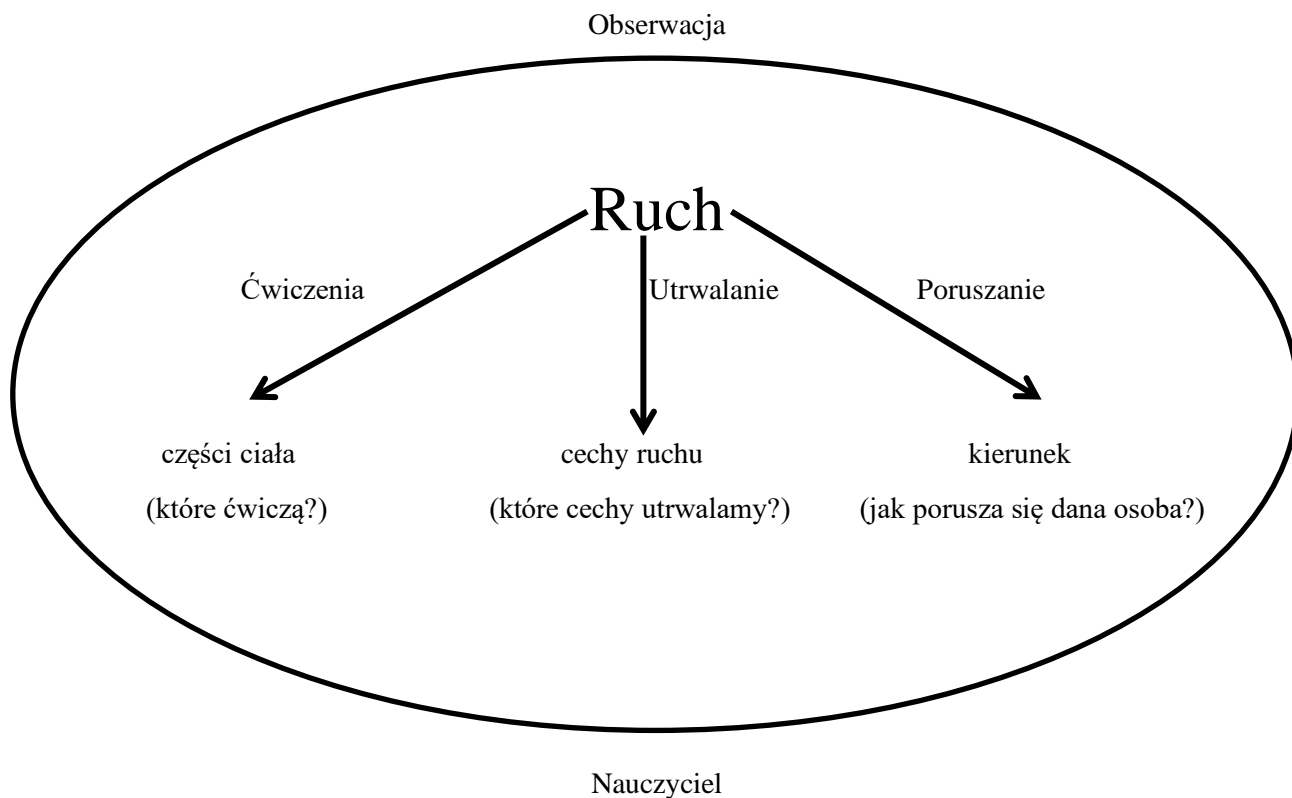 Obserwacja
Ruch
Ćwiczenia
Utrwalanie
Poruszanie
części ciała
cechy ruchu
kierunek
(które ćwiczą?)
(które cechy utrwalamy?)
(jak porusza się dana osoba?)
Nauczyciel